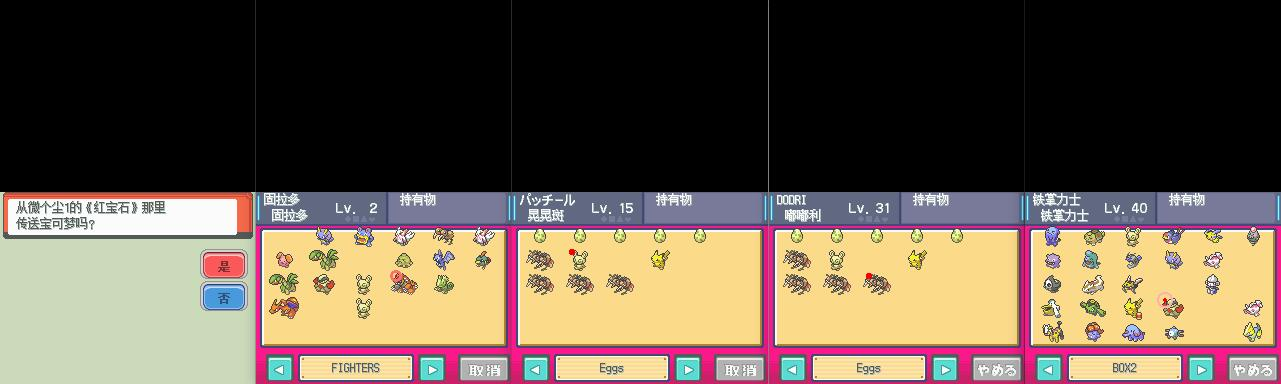 从微个尘1的《红宝石》那里
传送宝可梦吗?
是
否
固拉多
固拉多
Lv. 2
持有物
FIGHTERS
取消
パッチール
晃晃斑
Lv. 15
持有物
Eggs
取消
DODRI
嘟嘟利
Lv. 31
持有物
Eggs
やめる
铁掌力士
铁掌力士
Lv. 40
持有物
BOX2
やめる